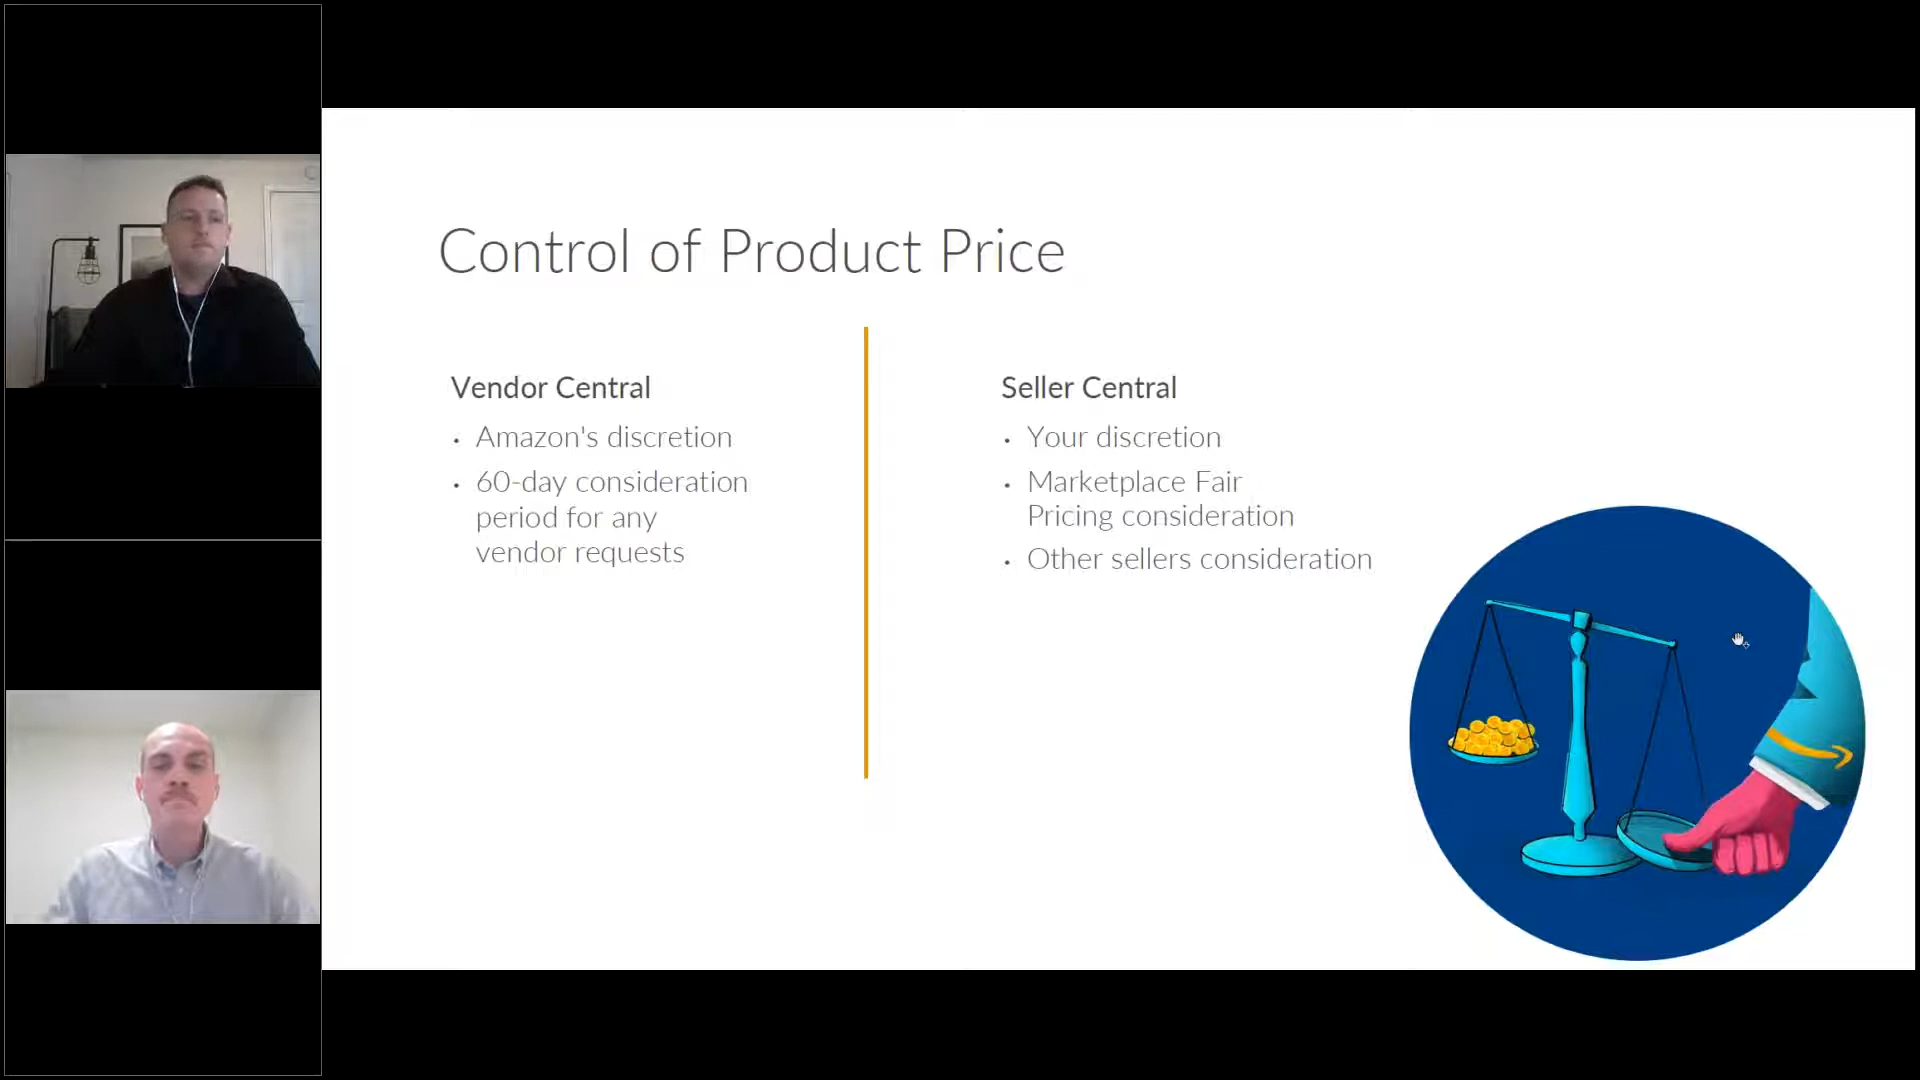 Control of Product Price
Vendor Central
• Amazon's discretion
• 60-day consideration
period for any
vendor requests
Seller Central
• Your discretion
• Marketplace Fair
Pricing consideration
• Other sellers consideration